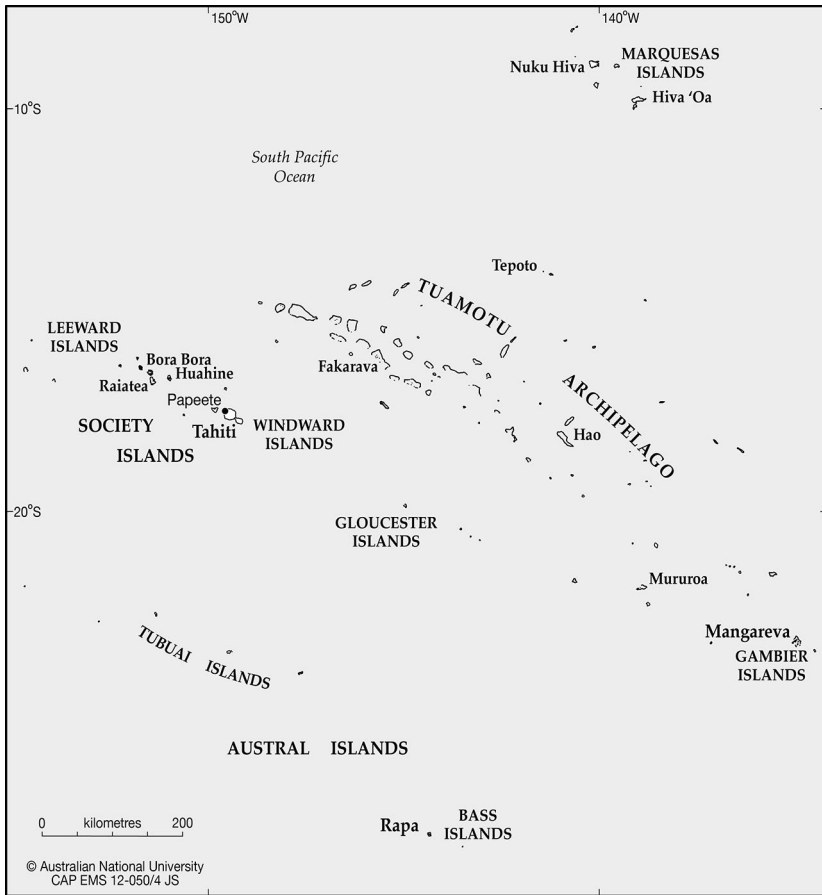 150°W
140°W
Nuku Hiva
MARQUESAS
ISLANDS
Hiva ‘Oa
10°S
South Pacific
Ocean
Tepoto
TUAMOTU
ARCHIPELAGO
LEEWARD
ISLANDS
Bora Bora
Huahine
Raiatea
Fakarava
Papeete
SOCIETY
ISLANDS
Tahiti
WINDWARD
ISLANDS
Hao
20°S
GLOUCESTER
ISLANDS
Mururoa
Mangareva
GAMBIER
ISLANDS
TUBUAI ISLANDS
AUSTRAL ISLANDS
Rapa
BASS
ISLANDS
0 kilometres 200
© Australian National University
CAP EMS 12-050/4 JS